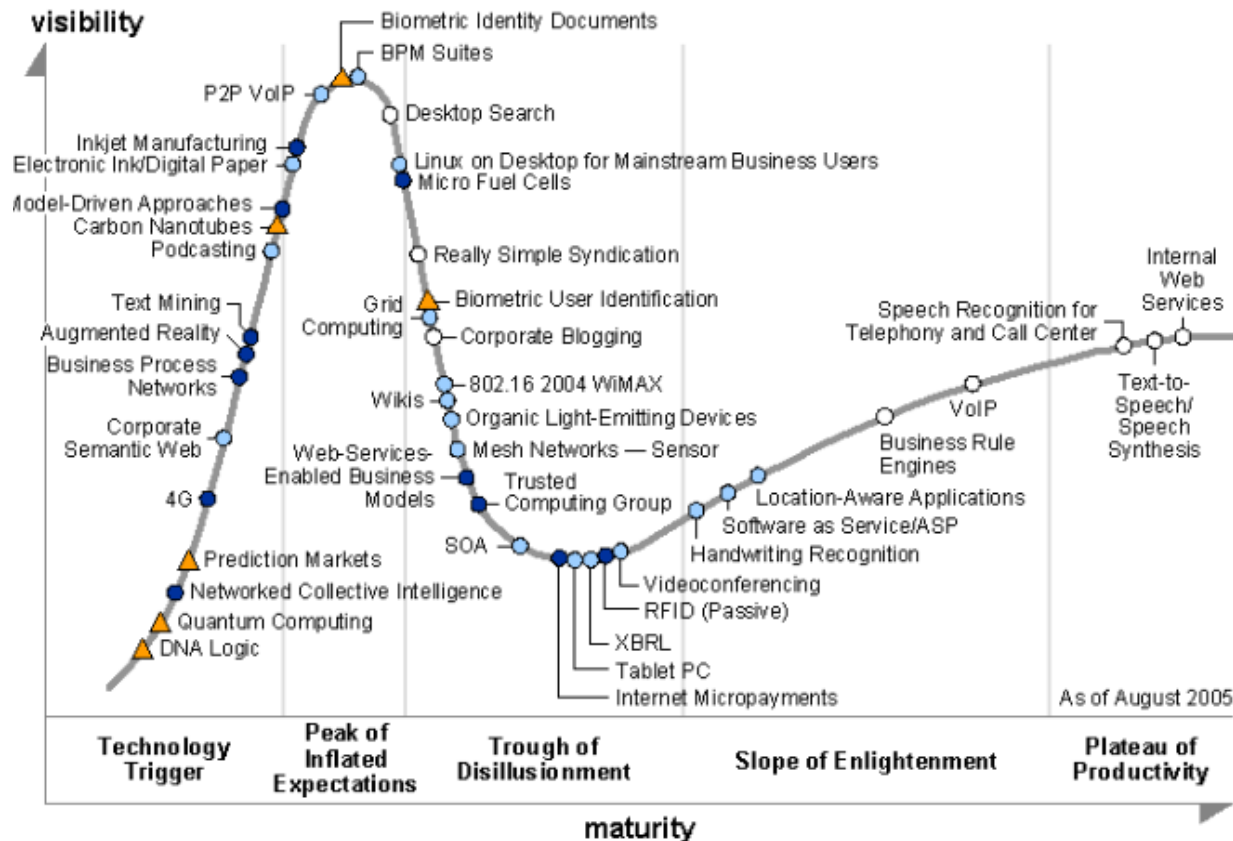 visibility
Biometric Identity Documents
BPM Suites
P2P VoIP
Desktop Search
Inkjet Manufacturing
Electronic Ink/Digital Paper
Linux on Desktop for Mainstream Business Users
Micro Fuel Cells
Model-Driven Approaches
Carbon Nanotubes
Podcasting
Really Simple Syndication
Text Mining
Augmented Reality
Business Process
Networks
Biometric User Identification
Grid
Computing
Corporate Blogging
802.16 2004 WiMAX
Wikis
Organic Light-Emitting Devices
Corporate
Semantic Web
Mesh Networks — Sensor
Web-Services-
Enabled Business
Models
Trusted
Computing Group
4G
SOA
Prediction Markets
Networked Collective Intelligence
Quantum Computing
DNA Logic
Internal
Web
Services
Speech Recognition for
Telephony and Call Center
Text-to-
Speech/
Speech
Synthesis
VoIP
Business Rule
Engines
Location-Aware Applications
Software as Service/ASP
Handwriting Recognition
Videoconferencing
RFID (Passive)
XBRL
Tablet PC
Internet Micropayments
As of August 2005
Technology
Trigger
Peak of
Inflated
Expectations
Trough of
Disillusionment
Slope of Enlightenment
Plateau of
Productivity
maturity